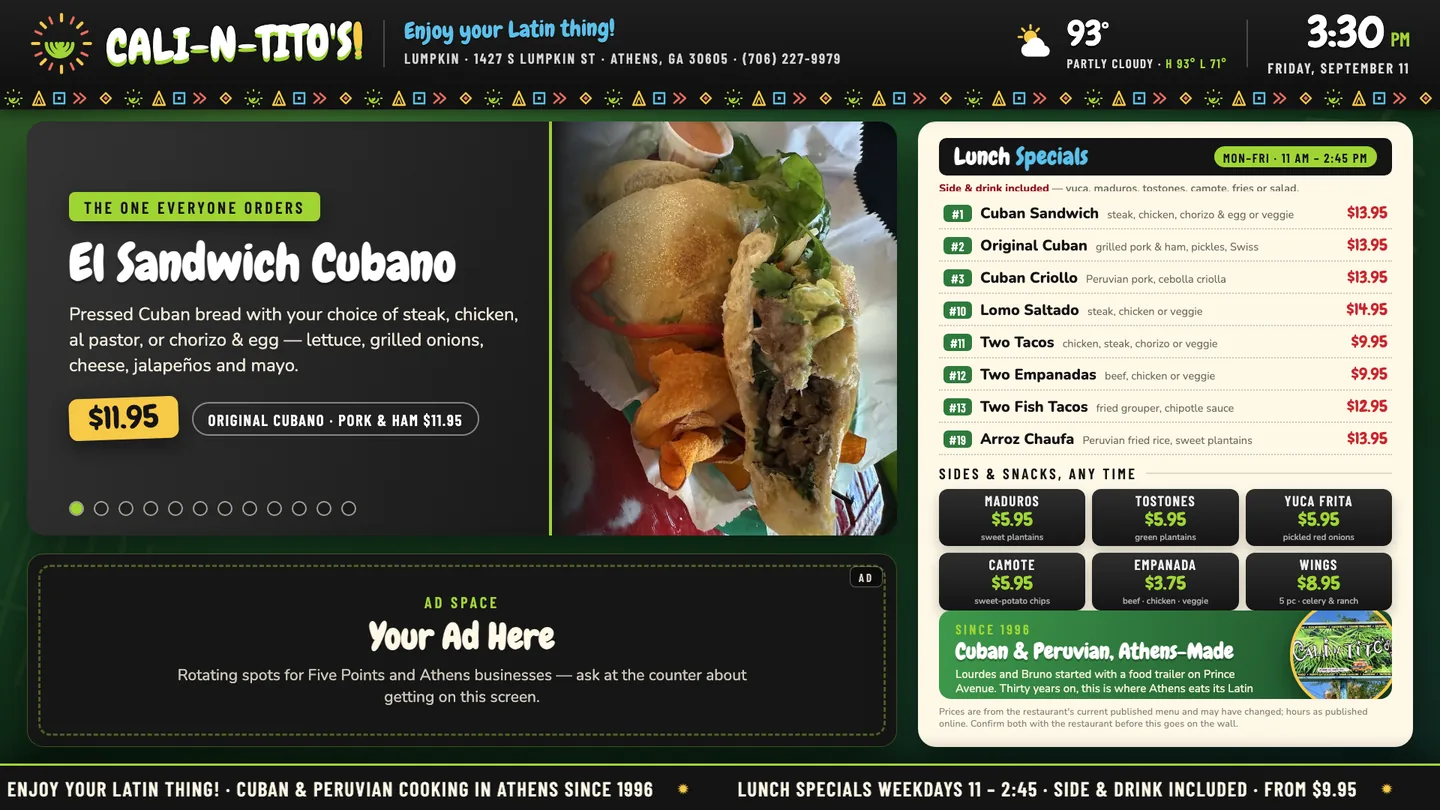 CALI-N-TITO'S!
Enjoy your Latin thing!
LUMPKIN · 1427 S LUMPKIN ST · ATHENS, GA 30605 · (706) 227-9979
93°
PARTLY CLOUDY · H 93° L 71°
3:30 PM
FRIDAY, SEPTEMBER 11
THE ONE EVERYONE ORDERS
El Sandwich Cubano
Pressed Cuban bread with your choice of steak, chicken,
al pastor, or chorizo & egg — lettuce, grilled onions,
cheese, jalapeños and mayo.
$11.95
ORIGINAL CUBANO · PORK & HAM $11.95
AD
AD SPACE
Your Ad Here
Rotating spots for Five Points and Athens businesses — ask at the counter about
getting on this screen.
Lunch Specials
MON-FRI · 11 AM – 2:45 PM
Side & drink included — yuca, maduros, tostones, camote, fries or salad.
#1 Cuban Sandwich steak, chicken, chorizo & egg or veggie $13.95
#2 Original Cuban grilled pork & ham, pickles, Swiss $13.95
#3 Cuban Criollo Peruvian pork, cebolla criolla $13.95
#10 Lomo Saltado steak, chicken or veggie $14.95
#11 Two Tacos chicken, steak, chorizo or veggie $9.95
#12 Two Empanadas beef, chicken or veggie $9.95
#13 Two Fish Tacos fried grouper, chipotle sauce $12.95
#19 Arroz Chaufa Peruvian fried rice, sweet plantains $13.95
SIDES & SNACKS, ANY TIME
MADUROS
$5.95
sweet plantains
TOSTONES
$5.95
green plantains
YUCA FRITA
$5.95
pickled red onions
CAMOTE
$5.95
sweet-potato chips
EMPANADA
$3.75
beef · chicken · veggie
WINGS
$8.95
5 pc · celery & ranch
SINCE 1996
Cuban & Peruvian, Athens-Made
Lourdes and Bruno started with a food trailer on Prince
Avenue. Thirty years on, this is where Athens eats its Latin
CALI N TITO'S
Prices are from the restaurant's current published menu and may have changed; hours as published
online. Confirm both with the restaurant before this goes on the wall.
ENJOY YOUR LATIN THING! · CUBAN & PERUVIAN COOKING IN ATHENS SINCE 1996
LUNCH SPECIALS WEEKDAYS 11 – 2:45 · SIDE & DRINK INCLUDED · FROM $9.95